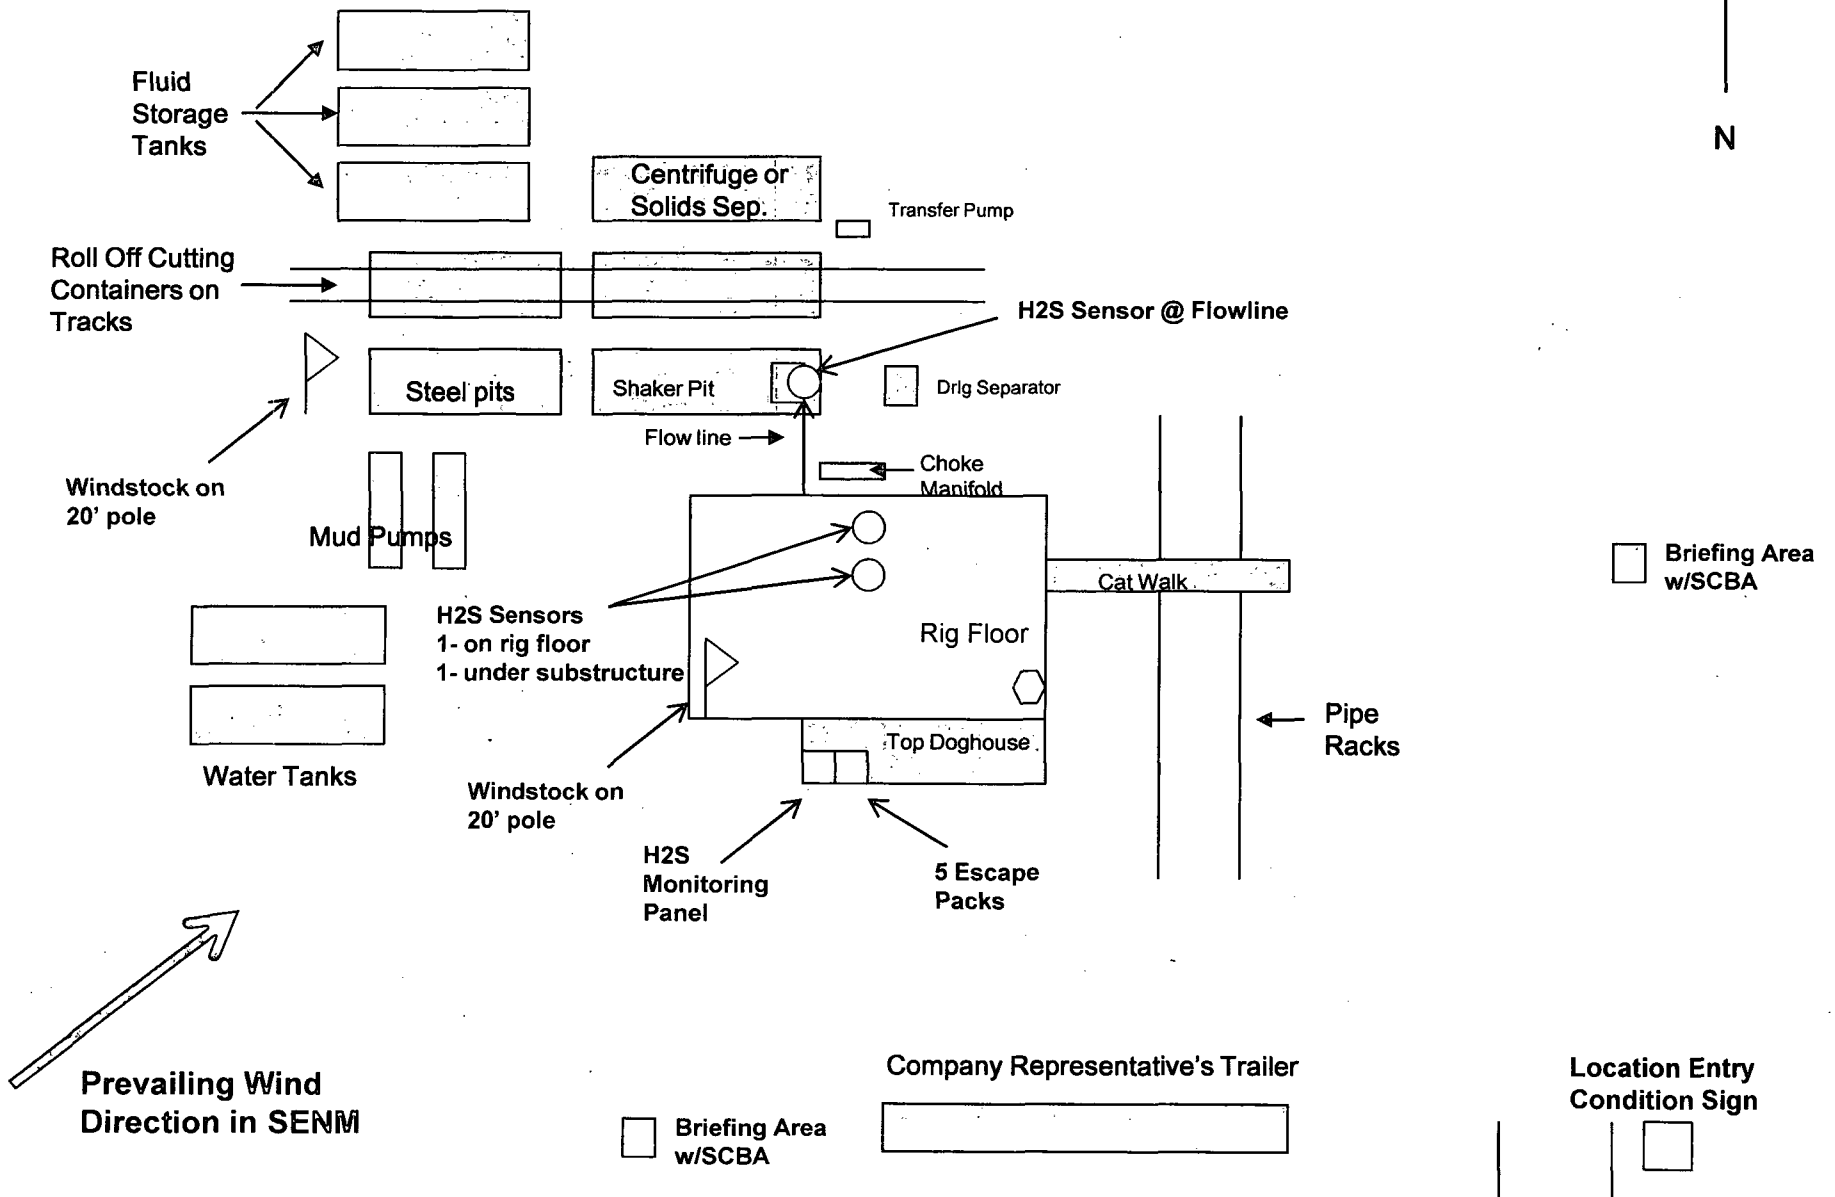 Fluid
Storage
Tanks
N
Centrifuge or
Solids Sep.
Transfer Pump
Roll Off Cutting
Containers on
Tracks
H2S Sensor @ Flowline
Steel pits
Shaker Pit
Drlg Separator
Flow line
Choke
Manifold
Windstock on
20' pole
Mud Pumps
Briefing Area
w/SCBA
Cat Walk
H2S Sensors
1- on rig floor
1- under substructure
Rig Floor
Pipe
Racks
Top Doghouse
Water Tanks
Windstock on
20' pole
H2S
Monitoring
Panel
5 Escape
Packs
Prevailing Wind
Direction in SENM
Company Representative's Trailer
Location Entry
Condition Sign
Briefing Area
w/SCBA